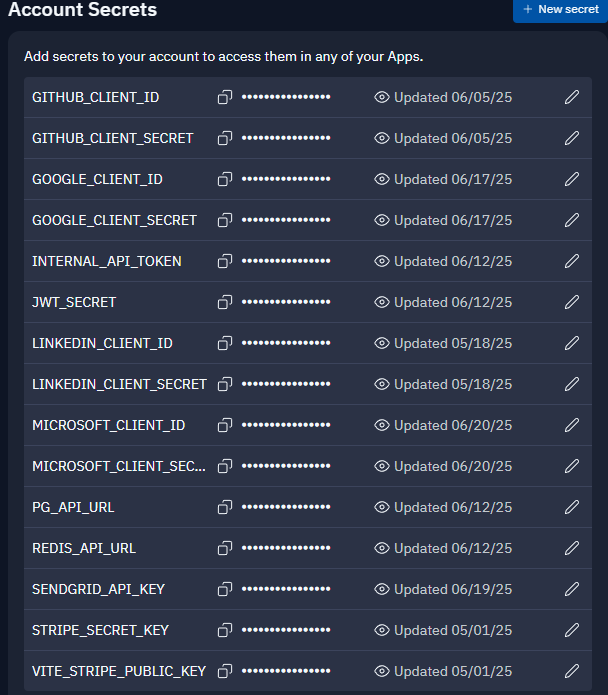 Account Secrets
+ New secret
Add secrets to your account to access them in any of your Apps.
GITHUB_CLIENT_ID •••••••••••••••• Updated 06/05/25
GITHUB_CLIENT_SECRET •••••••••••••••• Updated 06/05/25
GOOGLE_CLIENT_ID •••••••••••••••• Updated 06/17/25
GOOGLE_CLIENT_SECRET •••••••••••••••• Updated 06/17/25
INTERNAL_API_TOKEN •••••••••••••••• Updated 06/12/25
JWT_SECRET •••••••••••••••• Updated 06/12/25
LINKEDIN_CLIENT_ID •••••••••••••••• Updated 05/18/25
LINKEDIN_CLIENT_SECRET •••••••••••••••• Updated 05/18/25
MICROSOFT_CLIENT_ID •••••••••••••••• Updated 06/20/25
MICROSOFT_CLIENT_SEC... •••••••••••••••• Updated 06/20/25
PG_API_URL •••••••••••••••• Updated 06/12/25
REDIS_API_URL •••••••••••••••• Updated 06/12/25
SENDGRID_API_KEY •••••••••••••••• Updated 06/19/25
STRIPE_SECRET_KEY •••••••••••••••• Updated 05/01/25
VITE_STRIPE_PUBLIC_KEY •••••••••••••••• Updated 05/01/25